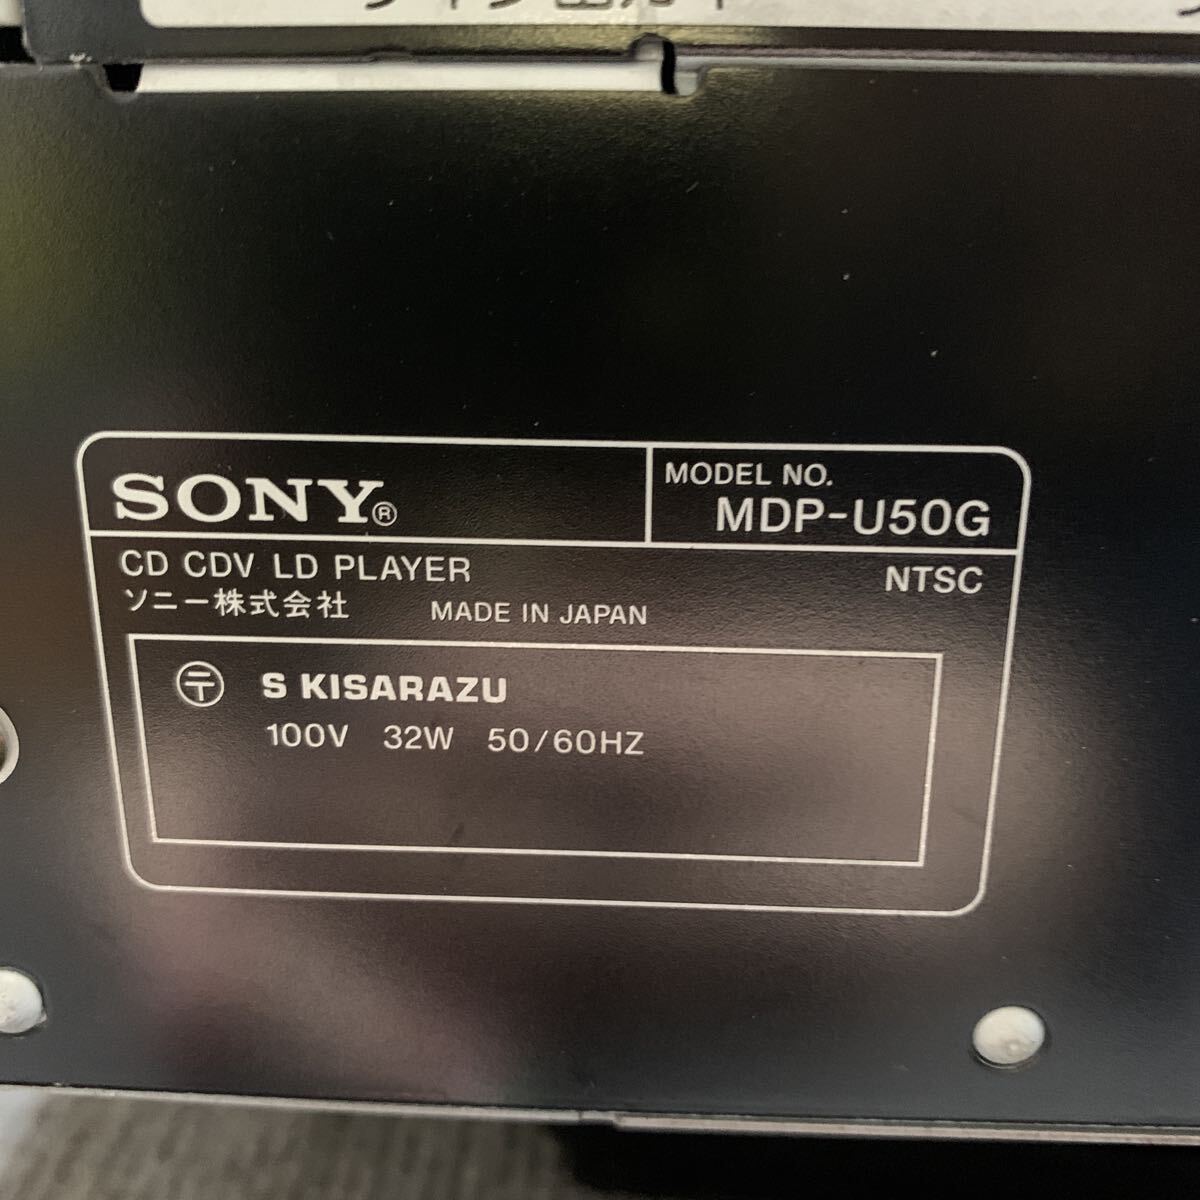 SONY®
MODEL NO.
MDP-U50G
CD CDV LD PLAYER
NTSC
ソニー株式会社 MADE IN JAPAN
〒 S KISARAZU
100V 32W 50/60HZ